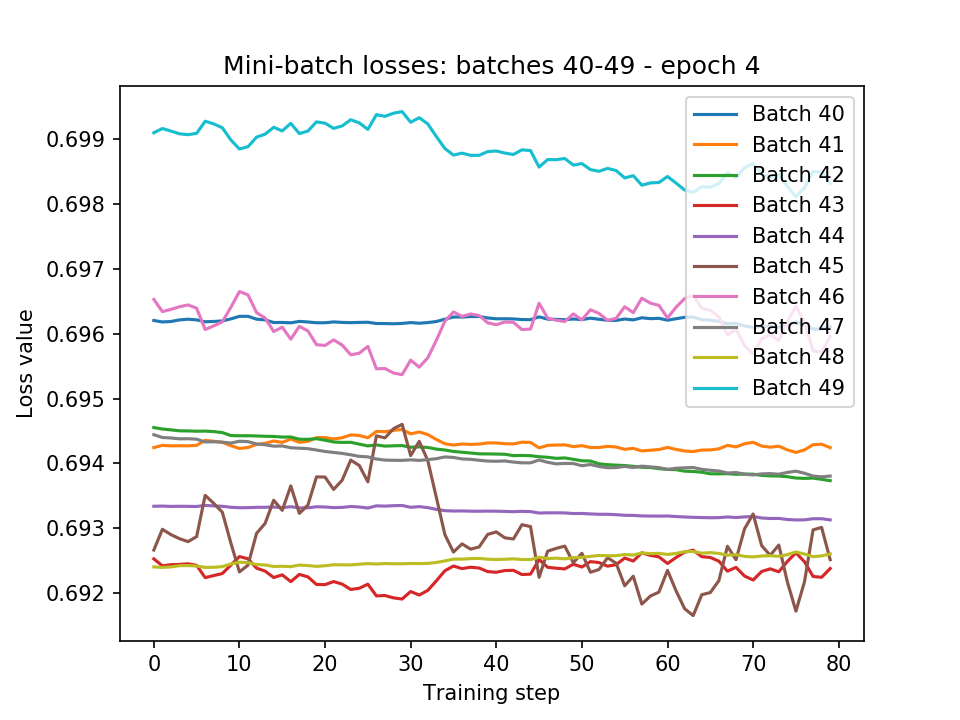 Mini-batch losses: batches 40-49 - epoch 4
Loss value
0.699
0.698
0.697
0.696
0.695
0.694
0.693
0.692
Batch 40
Batch 41
Batch 42
Batch 43
Batch 44
Batch 45
Batch 46
Batch 47
Batch 48
Batch 49
0 10 20 30 40 50 60 70 80
Training step